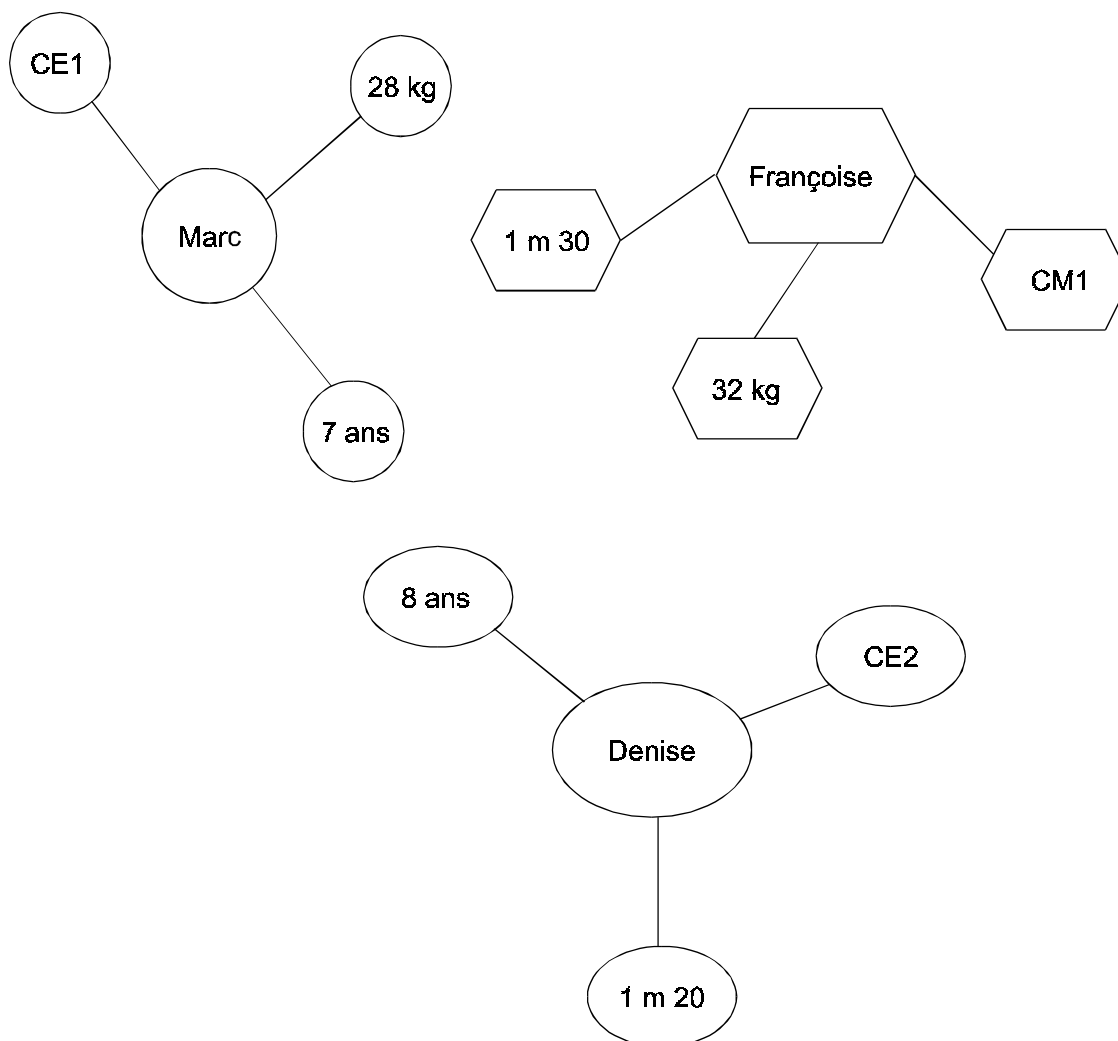 CE1
28 kg
Marc
7 ans
Françoise
1 m 30
CM1
32 kg
8 ans
CE2
Denise
1 m 20